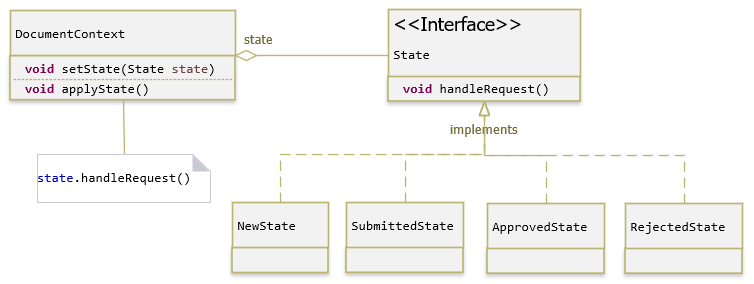 DocumentContext
void setState(State state)
void applyState()
state
<<Interface>>
State
void handleRequest()
implements
state.handleRequest()
NewState
SubmittedState
ApprovedState
RejectedState